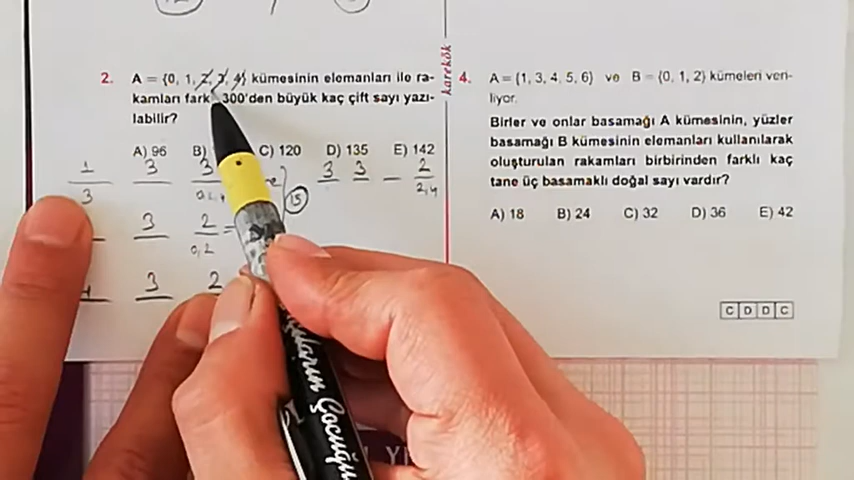 2. A = {0, 1, 2, 3, 4} kümesinin elemanları ile ra-
kamları fark 300'den büyük kaç çift sayı yazı-
labilir?
A) 96 B) C) 120 D) 135 E) 142
1 3 3
3
15
3 3 2
2,4
3 2 =
0,2
3 2
karekök
4. A = {1, 3, 4, 5, 6} ve B = {0, 1, 2} kümeleri veri-
liyor.
Birler ve onlar basamağı A kümesinin, yüzler
basamağı B kümesinin elemanları kullanılarak
oluşturulan rakamları birbirinden farklı kaç
tane üç basamaklı doğal sayı vardır?
A) 18 B) 24 C) 32 D) 36 E) 42
C D D C